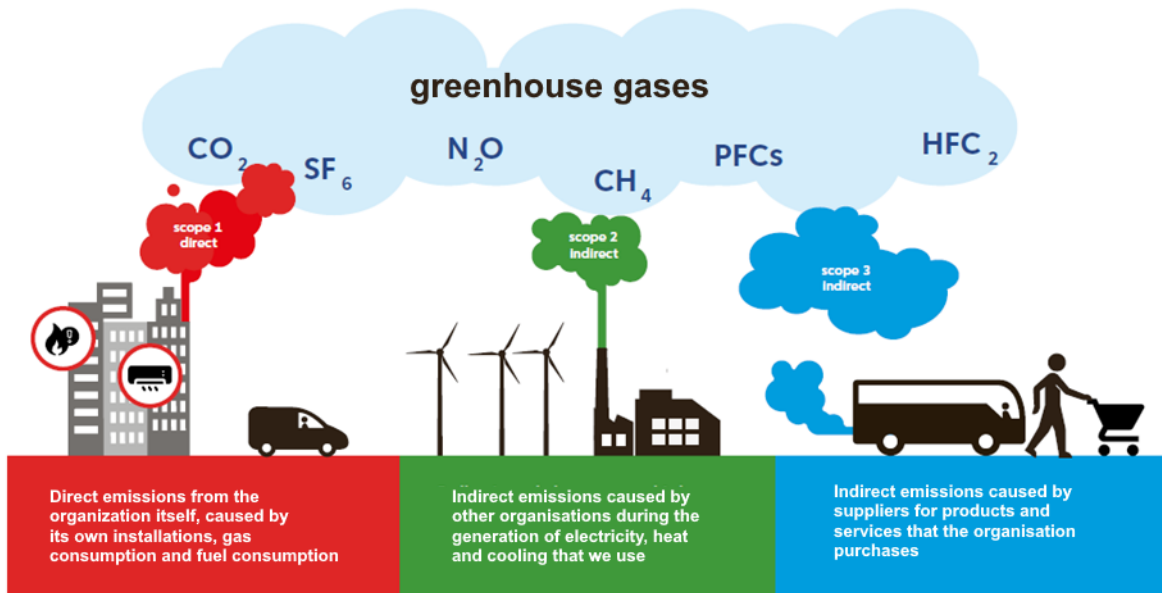 greenhouse gases
CO2
SF6
N2O
CH4
PFCs
HFC2
scope 1
direct
scope 2
indirect
scope 3
indirect
Direct emissions from the
organization itself, caused by
its own installations, gas
consumption and fuel consumption
Indirect emissions caused by
other organisations during the
generation of electricity, heat
and cooling that we use
Indirect emissions caused by
suppliers for products and
services that the organisation
purchases